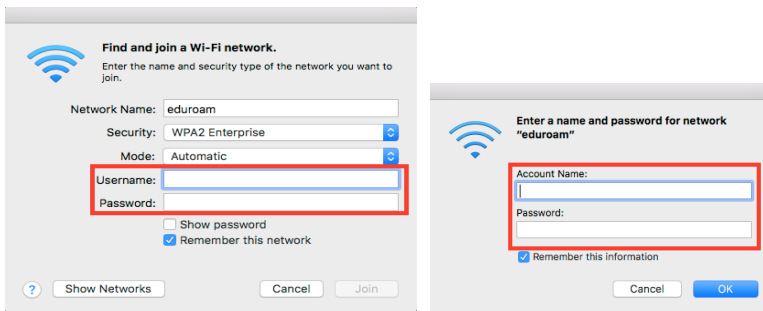 Find and join a Wi-Fi network.
Enter the name and security type of the network you want to
join.
Network Name: eduroam
Security: WPA2 Enterprise
Mode: Automatic
Username:
Password:
Show password
Remember this network
? Show Networks Cancel Join
Enter a name and password for network
"eduroam"
Account Name:
Password:
Remember this information
Cancel OK